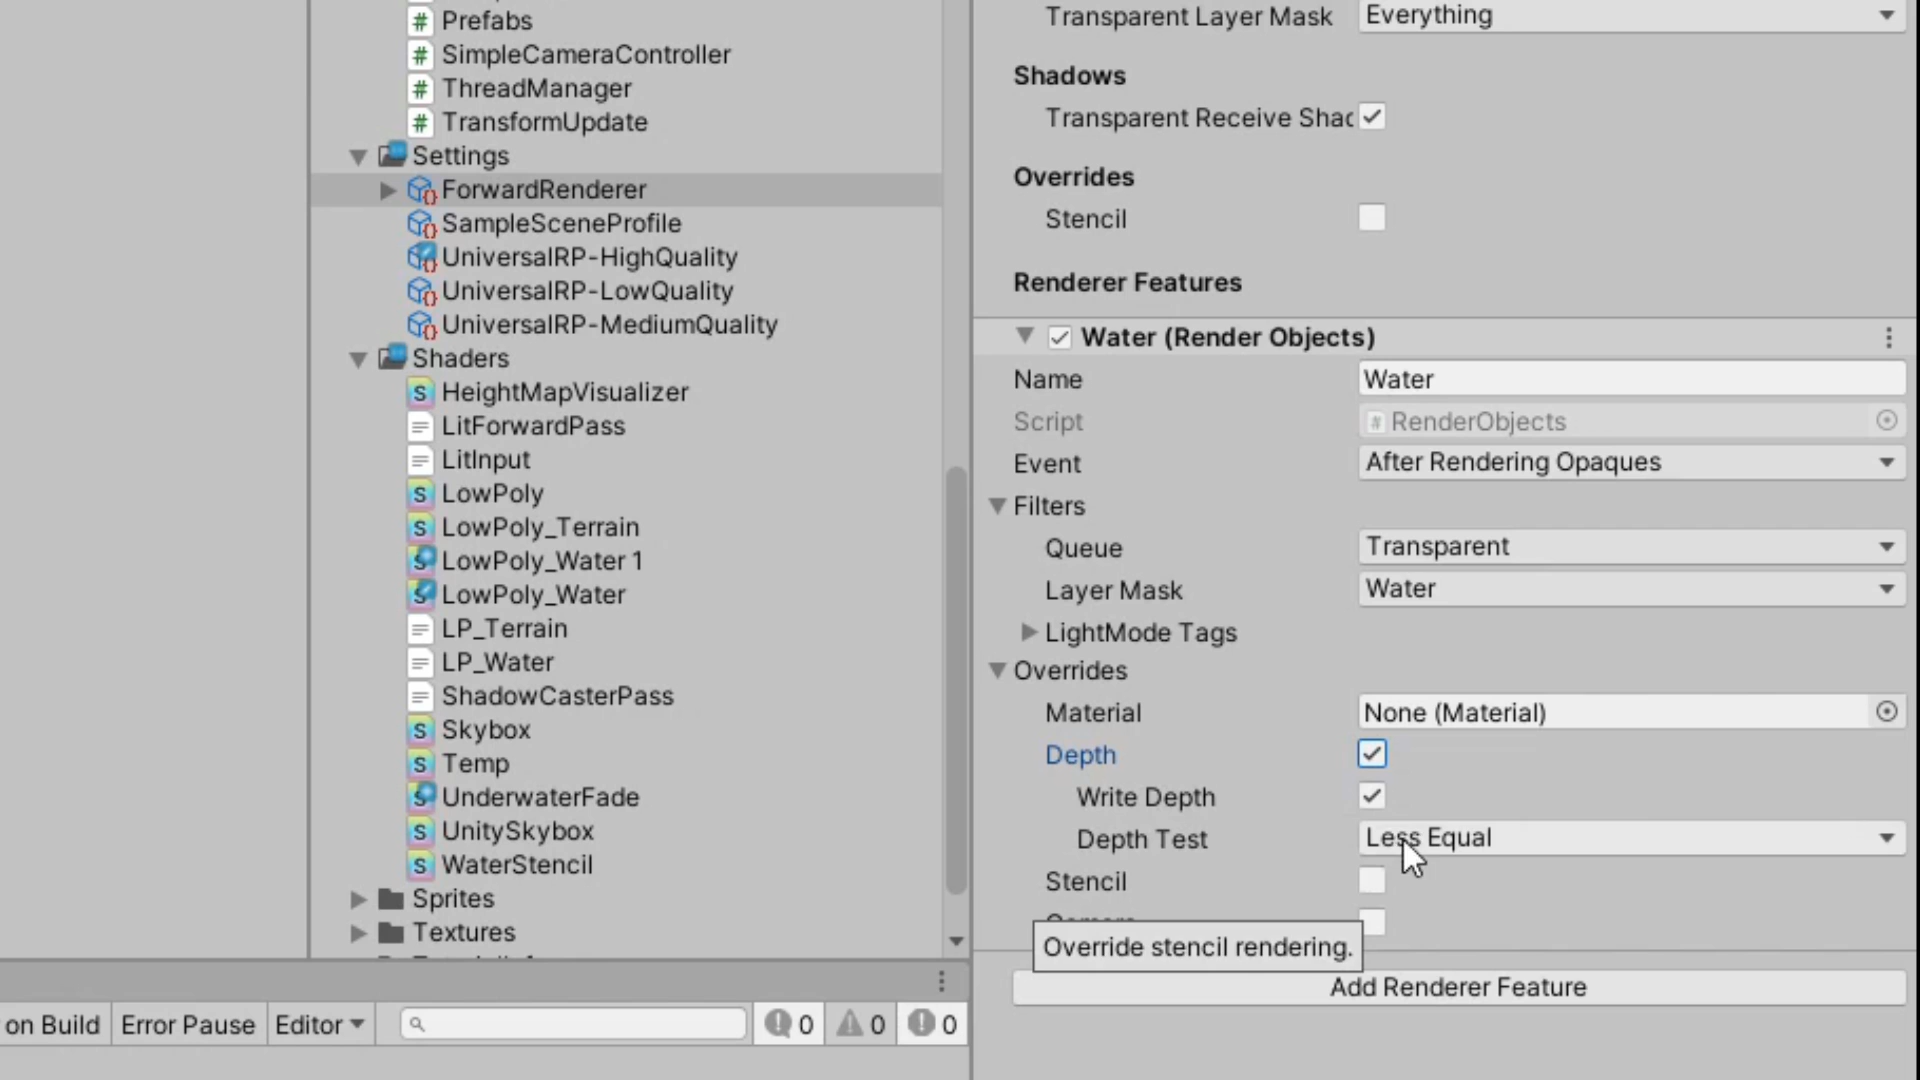 Prefabs
SimpleCameraController
ThreadManager
TransformUpdate
Settings
ForwardRenderer
SampleSceneProfile
UniversalRP-HighQuality
UniversalRP-LowQuality
UniversalRP-MediumQuality
Shaders
HeightMapVisualizer
LitForwardPass
LitInput
LowPoly
LowPoly_Terrain
LowPoly_Water 1
LowPoly_Water
LP_Terrain
LP_Water
ShadowCasterPass
Skybox
Temp
UnderwaterFade
UnitySkybox
WaterStencil
Sprites
Textures
on Build Error Pause Editor 0 0 0
Transparent Layer Mask Everything
Shadows
Transparent Receive Shad
Overrides
Stencil
Renderer Features
Water (Render Objects)
Name Water
Script RenderObjects
Event After Rendering Opaques
Filters
Queue Transparent
Layer Mask Water
LightMode Tags
Overrides
Material None (Material)
Depth
Write Depth
Depth Test Less Equal
Stencil
Override stencil rendering.
Add Renderer Feature